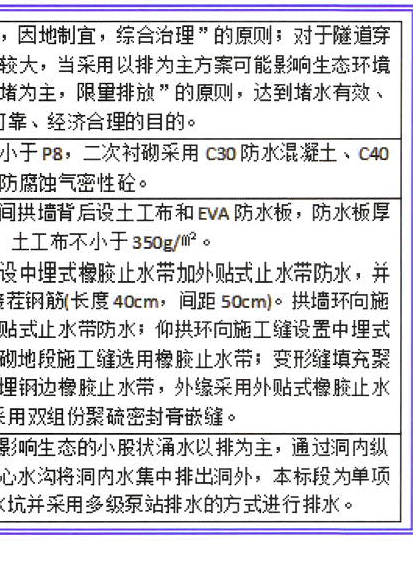 ，因地制宜，综合治理”的原则；对于隧道穿
较大，当采用以排为主方案可能影响生态环境
堵为主，限量排放”的原则，达到堵水有效、
可靠、经济合理的目的。
小于P8，二次衬砌采用 C30 防水混凝土、C40
防腐蚀气密性砼。
间拱墙背后设土工布和EVA 防水板，防水板厚
土工布不小于350g/㎡。
设中埋式橡胶止水带加外贴式止水带防水，并
接茬钢筋(长度 40cm，间距 50cm)。拱墙环向施
贴式止水带防水；仰拱环向施工缝设置中埋式
砌地段施工缝选用橡胶止水带；变形缝填充聚
埋钢边橡胶止水带，外缘采用外贴式橡胶止水
采用双组份聚硫密封膏嵌缝。
影响生态的小股状涌水以排为主，通过洞内纵
心水沟将洞内水集中排出洞外，本标段为单项
水坑并采用多级泵站排水的方式进行排水。